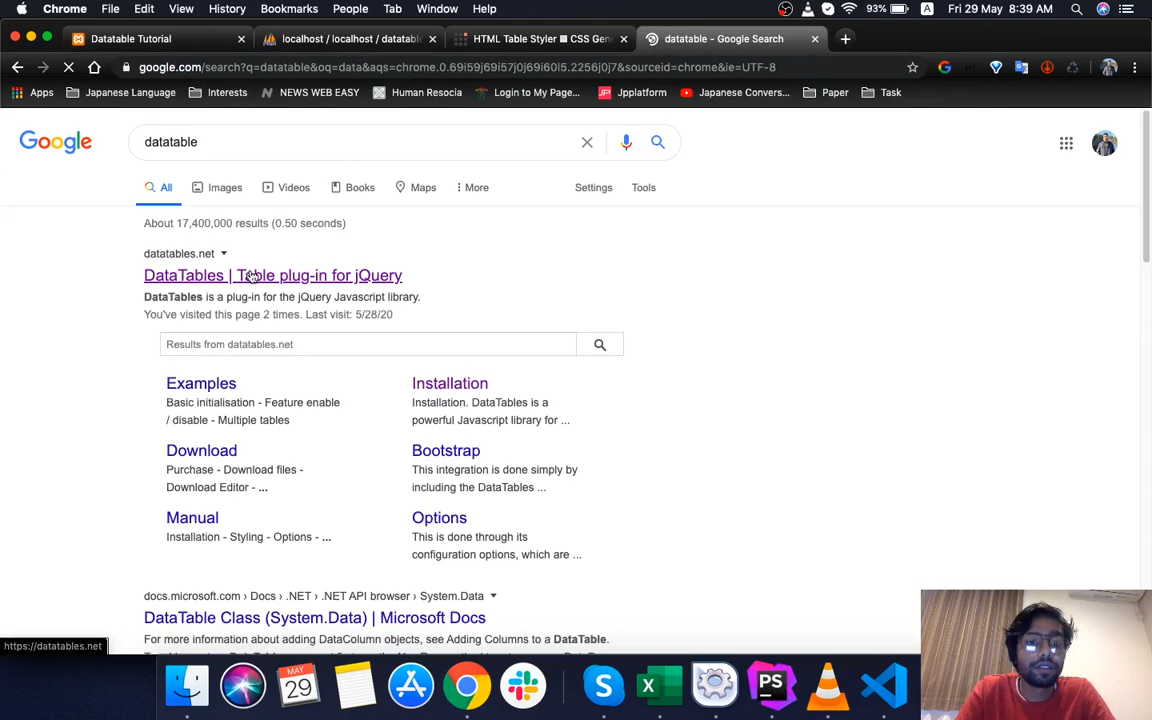 Chrome File Edit View History Bookmarks People Tab Window Help 93% A Fri 29 May 8:39 AM
Datatable Tutorial localhost / localhost / datatabl HTML Table Styler CSS Gen datatable - Google Search
google.com/search?q=datatable&oq=data&aqs=chrome.0.69i59j69i57j0j69i60l5.2256j0j7&sourceid=chrome&ie=UTF-8
Apps Japanese Language Interests NEWS WEB EASY Human Resocia Login to My Page... Jpplatform Japanese Conver... Paper Task
Google datatable
All Images Videos Books Maps More Settings Tools
About 17,400,000 results (0.50 seconds)
datatables.net
DataTables | Table plug-in for jQuery
DataTables is a plug-in for the jQuery Javascript library.
You've visited this page 2 times. Last visit: 5/28/20
Results from datatables.net
Examples Installation
Basic initialisation - Feature enable Installation. DataTables is a
/ disable - Multiple tables powerful Javascript library for ...
Download Bootstrap
Purchase - Download files - This integration is done simply by
Download Editor - ... including the DataTables ...
Manual Options
Installation - Styling - Options - ... This is done through its
configuration options, which are ...
docs.microsoft.com › Docs › .NET › .NET API browser › System.Data
DataTable Class (System.Data) | Microsoft Docs
For more information about adding DataColumn objects, see Adding Columns to a DataTable.
https://datatables.net
MAY
29
S X PS